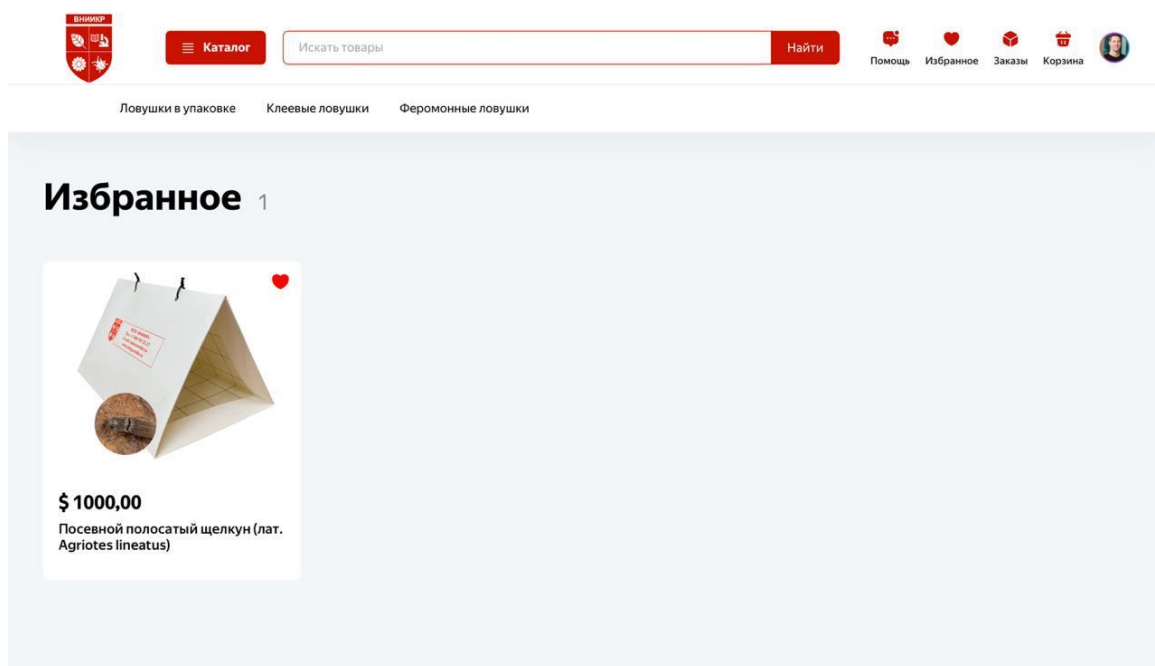 ВНИИКР
Каталог
Искать товары
Найти
Помощь
Избранное
Заказы
Корзина
Ловушки в упаковке
Клеевые ловушки
Феромонные ловушки
Избранное 1
$ 1000,00
Посевной полосатый щелкун (лат.
Agriotes lineatus)